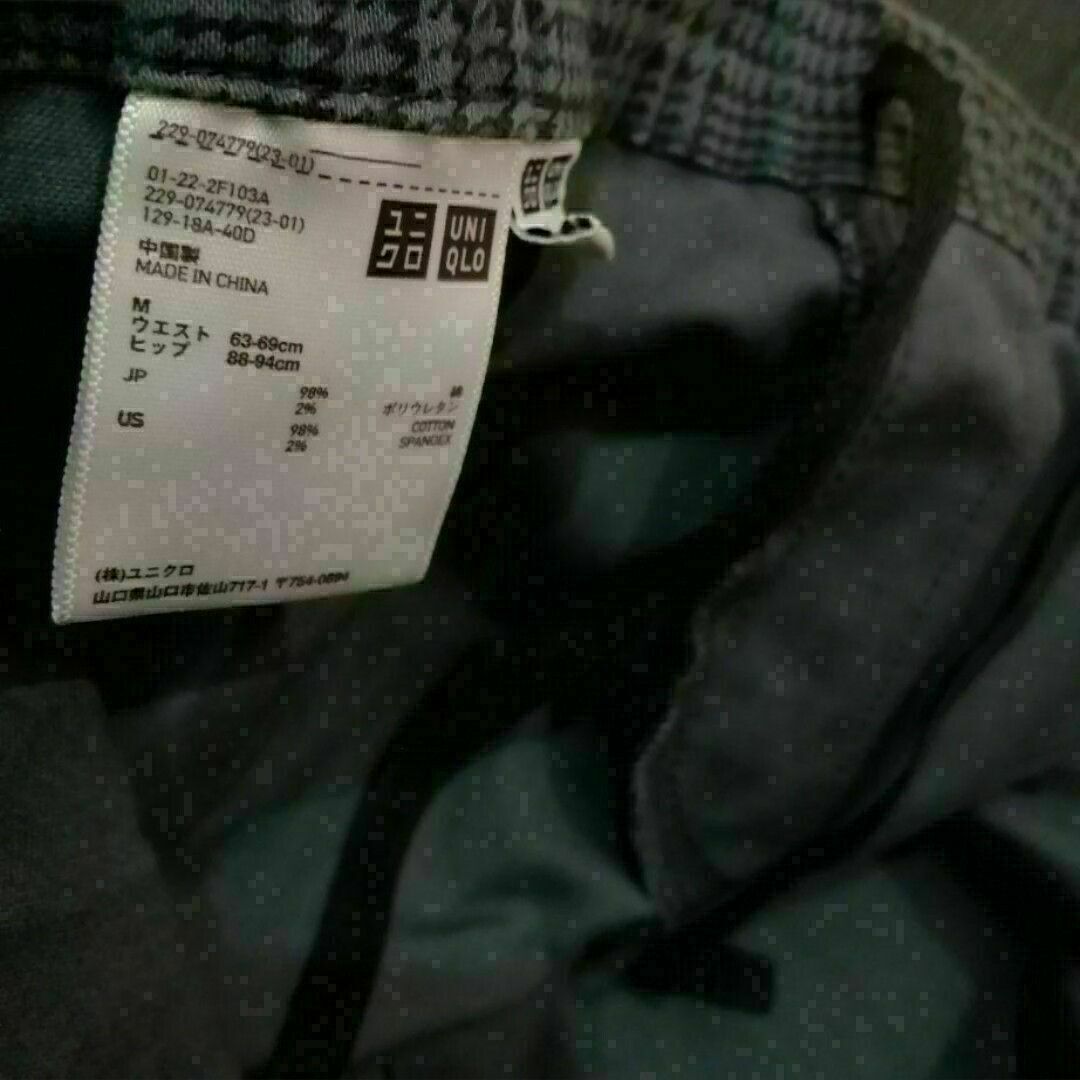 229-074779(23-01)
01-22-2F103A
229-074779(23-01)
129-18A-40D
ユニクロ
UNIQLO
中国製
MADE IN CHINA
M
ウエスト 63-69cm
ヒップ 88-94cm
JP
98% 綿
2% ポリウレタン
US
98% COTTON
2% SPANDEX
(株)ユニクロ
山口県山口市佐山717-1 〒754-0894